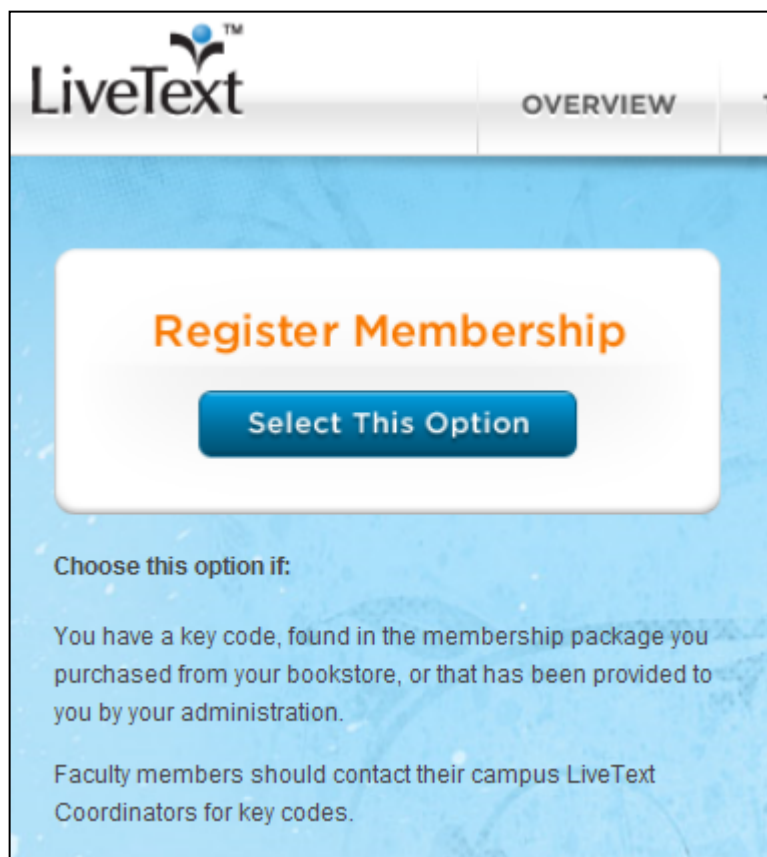 LiveText™
OVERVIEW
Register Membership
Select This Option
Choose this option if:
You have a key code, found in the membership package you
purchased from your bookstore, or that has been provided to
you by your administration.
Faculty members should contact their campus LiveText
Coordinators for key codes.